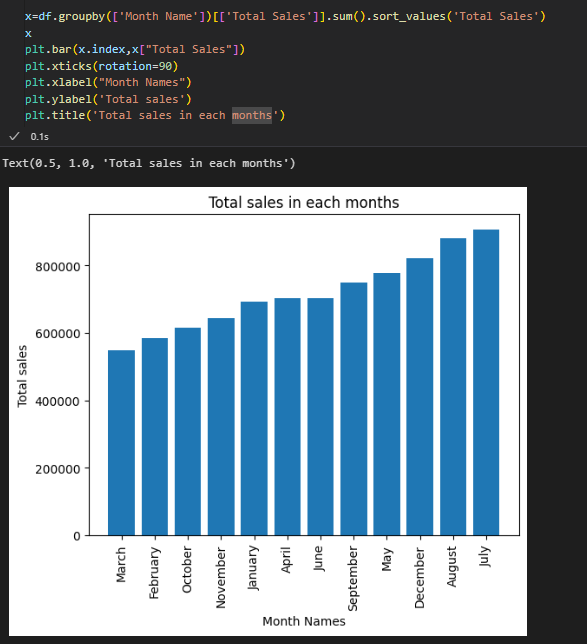 x=df.groupby(['Month Name'])[['Total Sales']].sum().sort_values('Total Sales')
x
plt.bar(x.index,x["Total Sales"])
plt.xticks(rotation=90)
plt.xlabel("Month Names")
plt.ylabel('Total sales')
plt.title('Total sales in each months')
0.1s
Text(0.5, 1.0, 'Total sales in each months')
Total sales in each months
800000
600000
400000
200000
0
Total sales
March
February
October
November
January
April
June
September
May
December
August
July
Month Names